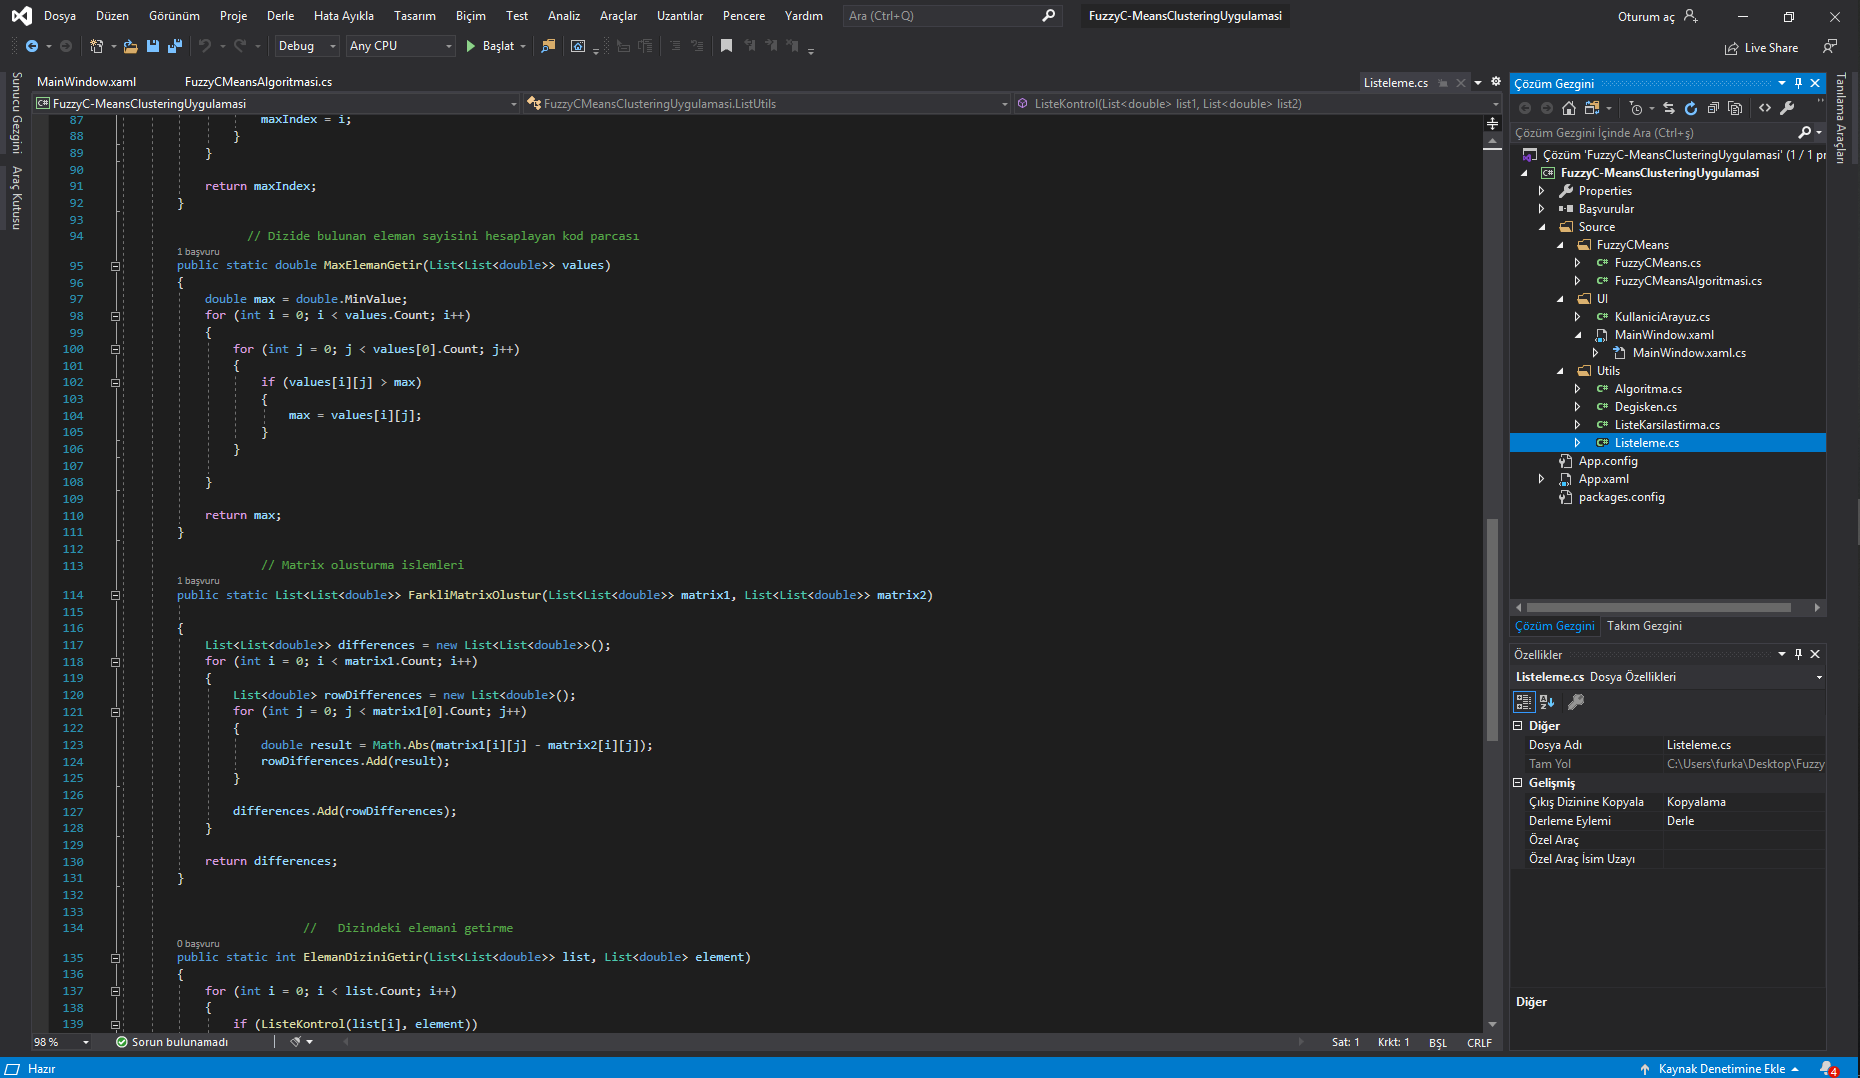 Dosya Düzen Görünüm Proje Derle Hata Ayıkla Tasarım Biçim Test Analiz Araçlar Uzantılar Pencere Yardım Ara (Ctrl+Q) FuzzyC-MeansClusteringUygulamasi Oturum aç
Debug Any CPU Başlat Live Share
Sunucu Gezgini
Araç Kutusu
MainWindow.xaml FuzzyCMeansAlgoritmasi.cs Listeleme.cs
FuzzyC-MeansClusteringUygulamasi FuzzyCMeansClusteringUygulamasi.ListUtils ListeKontrol(List<double> list1, List<double> list2)
87 maxIndex = i;
88 }
89 }
90
91 return maxIndex;
92 }
93
94 // Dizide bulunan eleman sayisini hesaplayan kod parcası
1 başvuru
95 public static double MaxElemanGetir(List<List<double>> values)
96 {
97 double max = double.MinValue;
98 for (int i = 0; i < values.Count; i++)
99 {
100 for (int j = 0; j < values[0].Count; j++)
101 {
102 if (values[i][j] > max)
103 {
104 max = values[i][j];
105 }
106 }
107
108 }
109
110 return max;
111 }
112
113 // Matrix olusturma islemleri
1 başvuru
114 public static List<List<double>> FarkliMatrixOlustur(List<List<double>> matrix1, List<List<double>> matrix2)
115
116 {
117 List<List<double>> differences = new List<List<double>>();
118 for (int i = 0; i < matrix1.Count; i++)
119 {
120 List<double> rowDifferences = new List<double>();
121 for (int j = 0; j < matrix1[0].Count; j++)
122 {
123 double result = Math.Abs(matrix1[i][j] - matrix2[i][j]);
124 rowDifferences.Add(result);
125 }
126
127 differences.Add(rowDifferences);
128 }
129
130 return differences;
131 }
132
133
134 // Dizindeki elemani getirme
0 başvuru
135 public static int ElemanDiziniGetir(List<List<double>> list, List<double> element)
136 {
137 for (int i = 0; i < list.Count; i++)
138 {
139 if (ListeKontrol(list[i], element))
98 % Sorun bulunamadı Sat: 1 Krkt: 1 BŞL CRLF
Çözüm Gezgini
Çözüm Gezgini İçinde Ara (Ctrl+ş)
Çözüm 'FuzzyC-MeansClusteringUygulamasi' (1 / 1 pr
FuzzyC-MeansClusteringUygulamasi
Properties
Başvurular
Source
FuzzyCMeans
FuzzyCMeans.cs
FuzzyCMeansAlgoritmasi.cs
UI
KullaniciArayuz.cs
MainWindow.xaml
MainWindow.xaml.cs
Utils
Algoritma.cs
Degisken.cs
ListeKarsilastirma.cs
Listeleme.cs
App.config
App.xaml
packages.config
Çözüm Gezgini Takım Gezgini
Özellikler
Listeleme.cs Dosya Özellikleri
Diğer
Dosya Adı Listeleme.cs
Tam Yol C:\Users\furka\Desktop\Fuzzy
Gelişmiş
Çıkış Dizinine Kopyala Kopyalama
Derleme Eylemi Derle
Özel Araç
Özel Araç İsim Uzayı
Diğer
Tanılama Araçları
Hazır Kaynak Denetimine Ekle 4